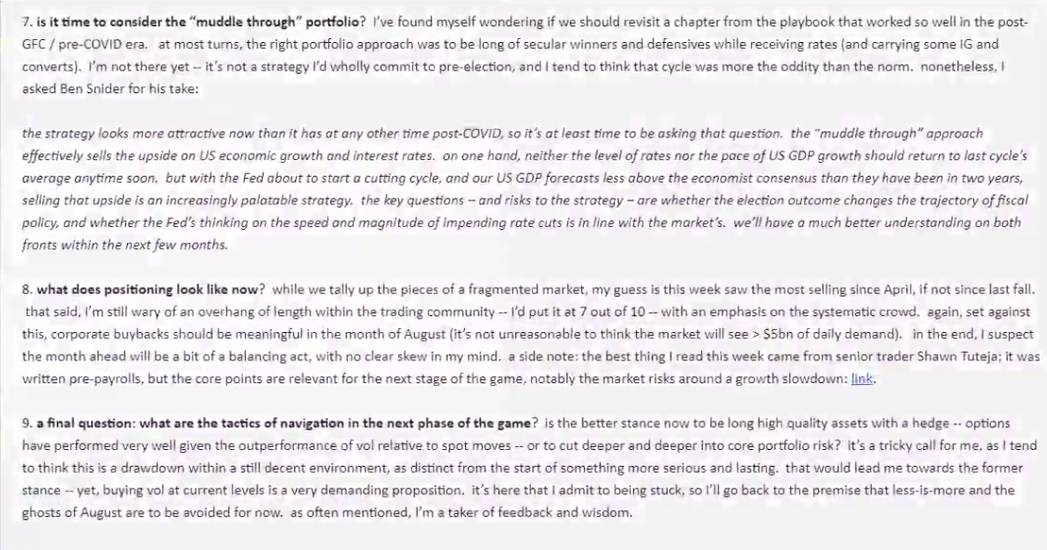 7. is it time to consider the "muddle through" portfolio? I've found myself wondering if we should revisit a chapter from the playbook that worked so well in the post-
GFC / pre-COVID era. at most turns, the right portfolio approach was to be long of secular winners and defensives while receiving rates (and carrying some IG and
converts). I'm not there yet -- it's not a strategy I'd wholly commit to pre-election, and I tend to think that cycle was more the oddity than the norm. nonetheless, I
asked Ben Snider for his take:
the strategy looks more attractive now than it has at any other time post-COVID, so it's at least time to be asking that question. the "muddle through" approach
effectively sells the upside on US economic growth and interest rates. on one hand, neither the level of rates nor the pace of US GDP growth should return to last cycle's
average anytime soon. but with the Fed about to start a cutting cycle, and our US GDP forecasts less above the economist consensus than they have been in two years,
selling that upside is an increasingly palatable strategy. the key questions – and risks to the strategy – are whether the election outcome changes the trajectory of fiscal
policy, and whether the Fed's thinking on the speed and magnitude of impending rate cuts is in line with the market's. we'll have a much better understanding on both
fronts within the next few months.
8. what does positioning look like now? while we tally up the pieces of a fragmented market, my guess is this week saw the most selling since April, if not since last fall.
that said, I'm still wary of an overhang of length within the trading community -- I'd put it at 7 out of 10 -- with an emphasis on the systematic crowd. again, set against
this, corporate buybacks should be meaningful in the month of August (it's not unreasonable to think the market will see > $5bn of daily demand). in the end, I suspect
the month ahead will be a bit of a balancing act, with no clear skew in my mind. a side note: the best thing I read this week came from senior trader Shawn Tuteja; it was
written pre-payrolls, but the core points are relevant for the next stage of the game, notably the market risks around a growth slowdown: link.
9. a final question: what are the tactics of navigation in the next phase of the game? is the better stance now to be long high quality assets with a hedge -- options
have performed very well given the outperformance of vol relative to spot moves -- or to cut deeper and deeper into core portfolio risk? it's a tricky call for me, as I tend
to think this is a drawdown within a still decent environment, as distinct from the start of something more serious and lasting. that would lead me towards the former
stance -- yet, buying vol at current levels is a very demanding proposition. it's here that I admit to being stuck, so I'll go back to the premise that less-is-more and the
ghosts of August are to be avoided for now. as often mentioned, I'm a taker of feedback and wisdom.